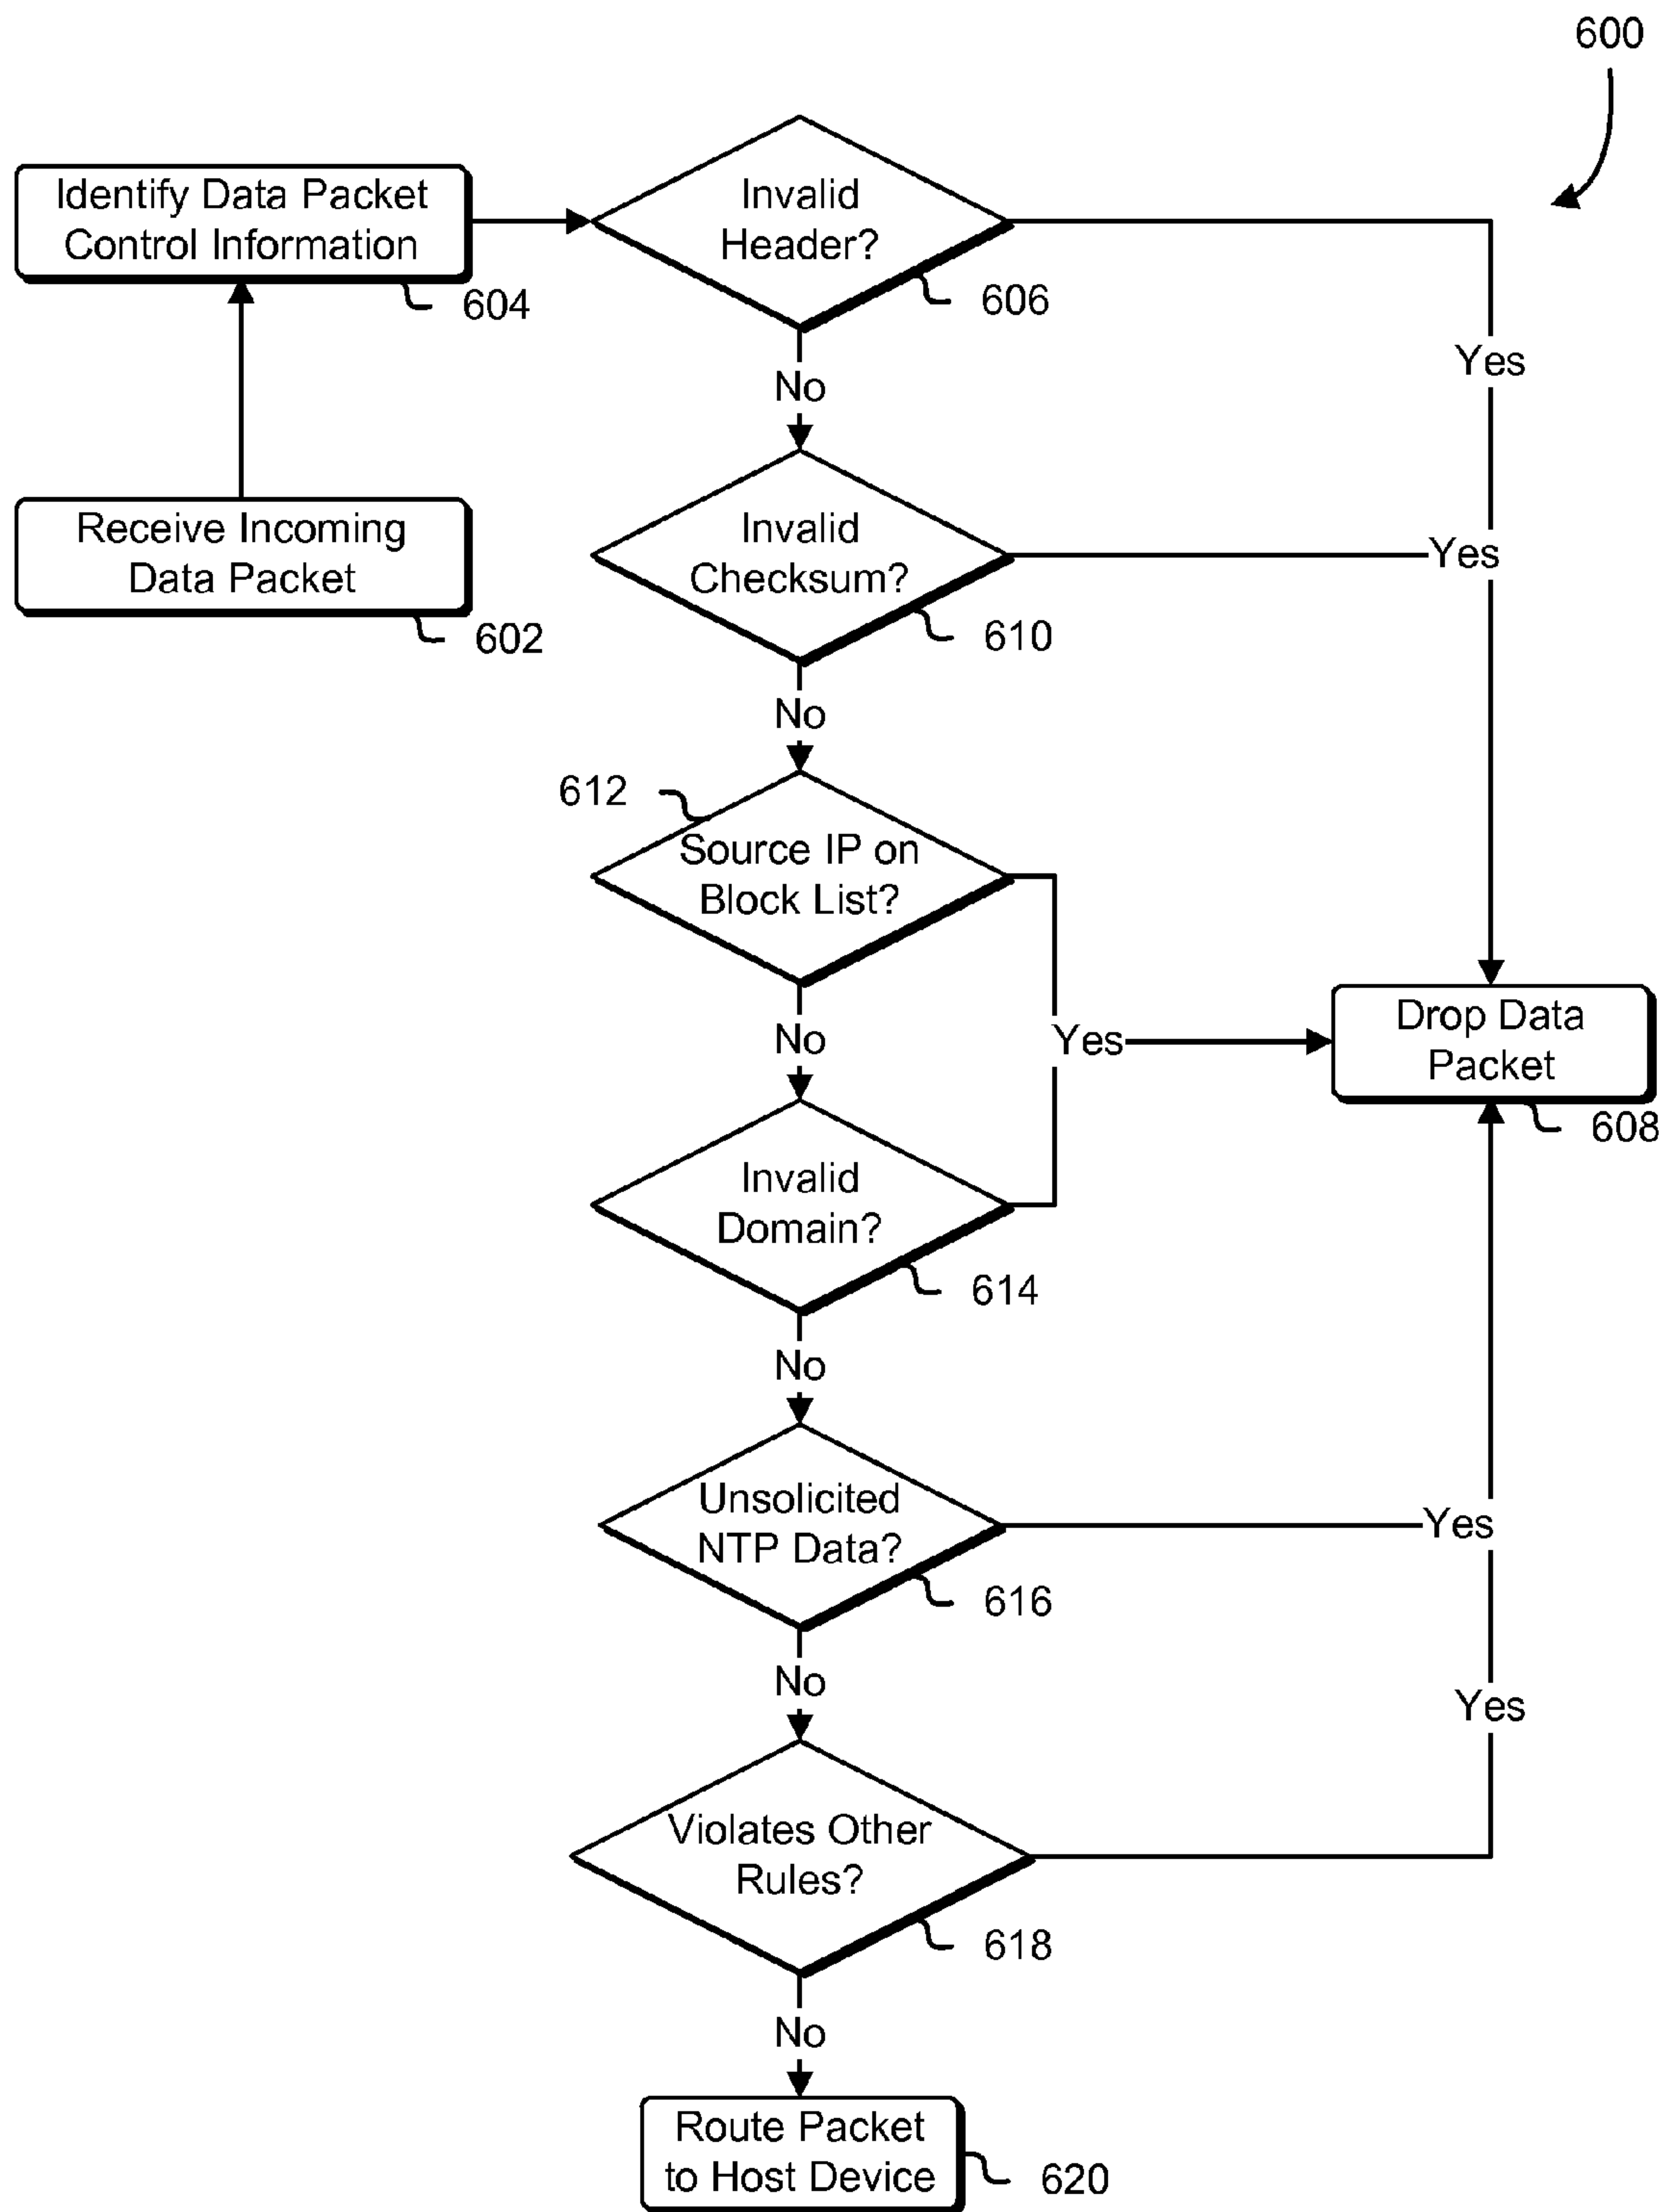 600
Identify Data Packet
Control Information
604
Invalid
Header?
606
Yes
No
Receive Incoming
Data Packet
602
Invalid
Checksum?
610
Yes
No
612
Source IP on
Block List?
No
Yes
Drop Data
Packet
608
Invalid
Domain?
614
No
Unsolicited
NTP Data?
616
Yes
No
Yes
Violates Other
Rules?
618
No
Route Packet
to Host Device
620